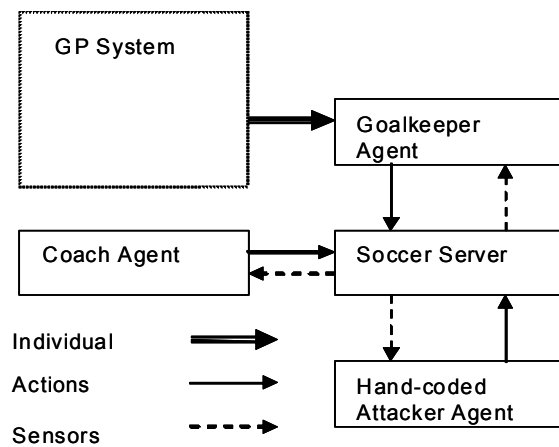 GP System
Goalkeeper
Agent
Coach Agent
Soccer Server
Individual
Actions
Sensors
Hand-coded
Attacker Agent